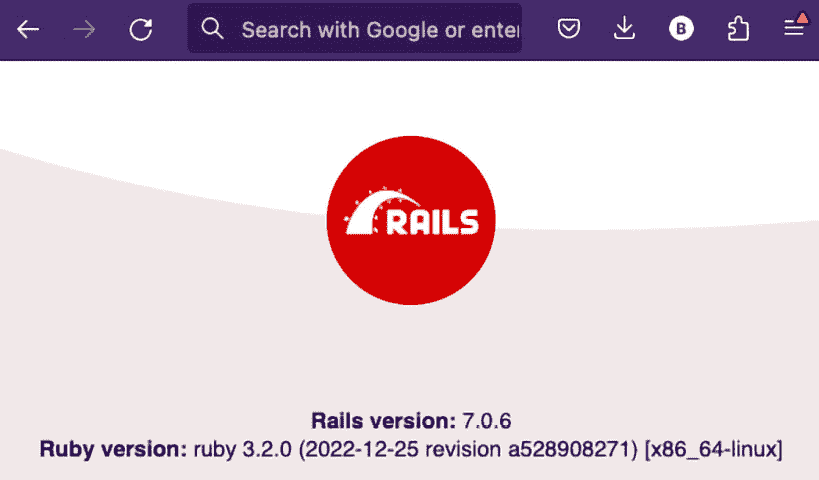 Search with Google or enter
B
RAILS
Rails version: 7.0.6
Ruby version: ruby 3.2.0 (2022-12-25 revision a528908271) [x86_64-linux]